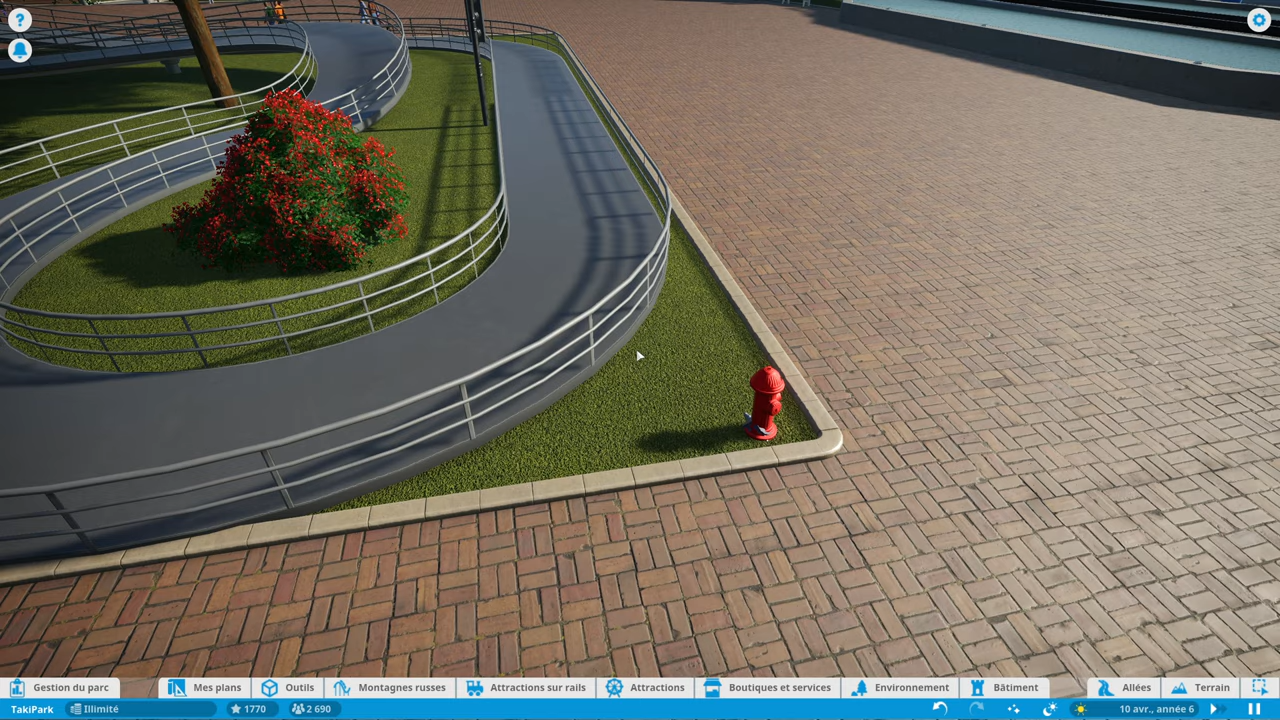 ?
Gestion du parc
Mes plans
Outils
Montagnes russes
Attractions sur rails
Attractions
Boutiques et services
Environnement
Bâtiment
Allées
Terrain
TakiPark
Illimité
1770
2 690
10 avr., année 6